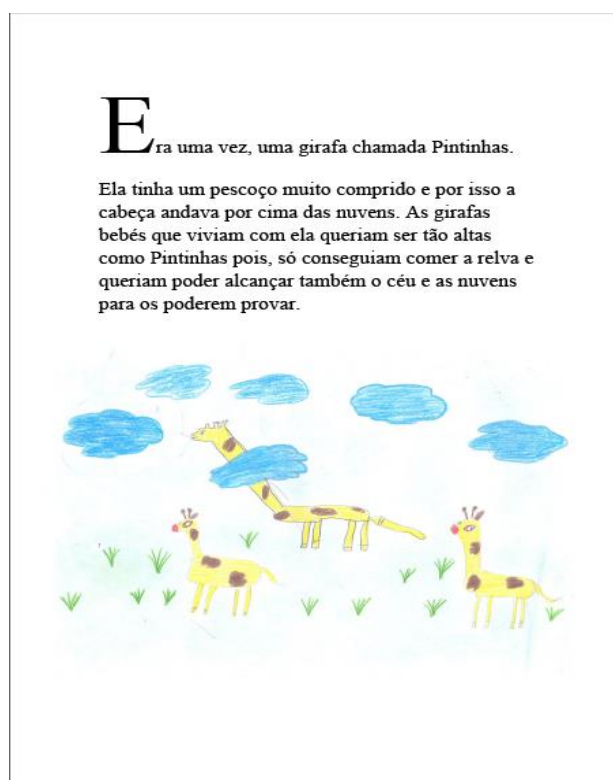 Era uma vez, uma girafa chamada Pintinhas.
Ela tinha um pescoço muito comprido e por isso a
cabeça andava por cima das nuvens. As girafas
bebés que viviam com ela queriam ser tão altas
como Pintinhas pois, só conseguiam comer a relva e
queriam poder alcançar também o céu e as nuvens
para os poderem provar.